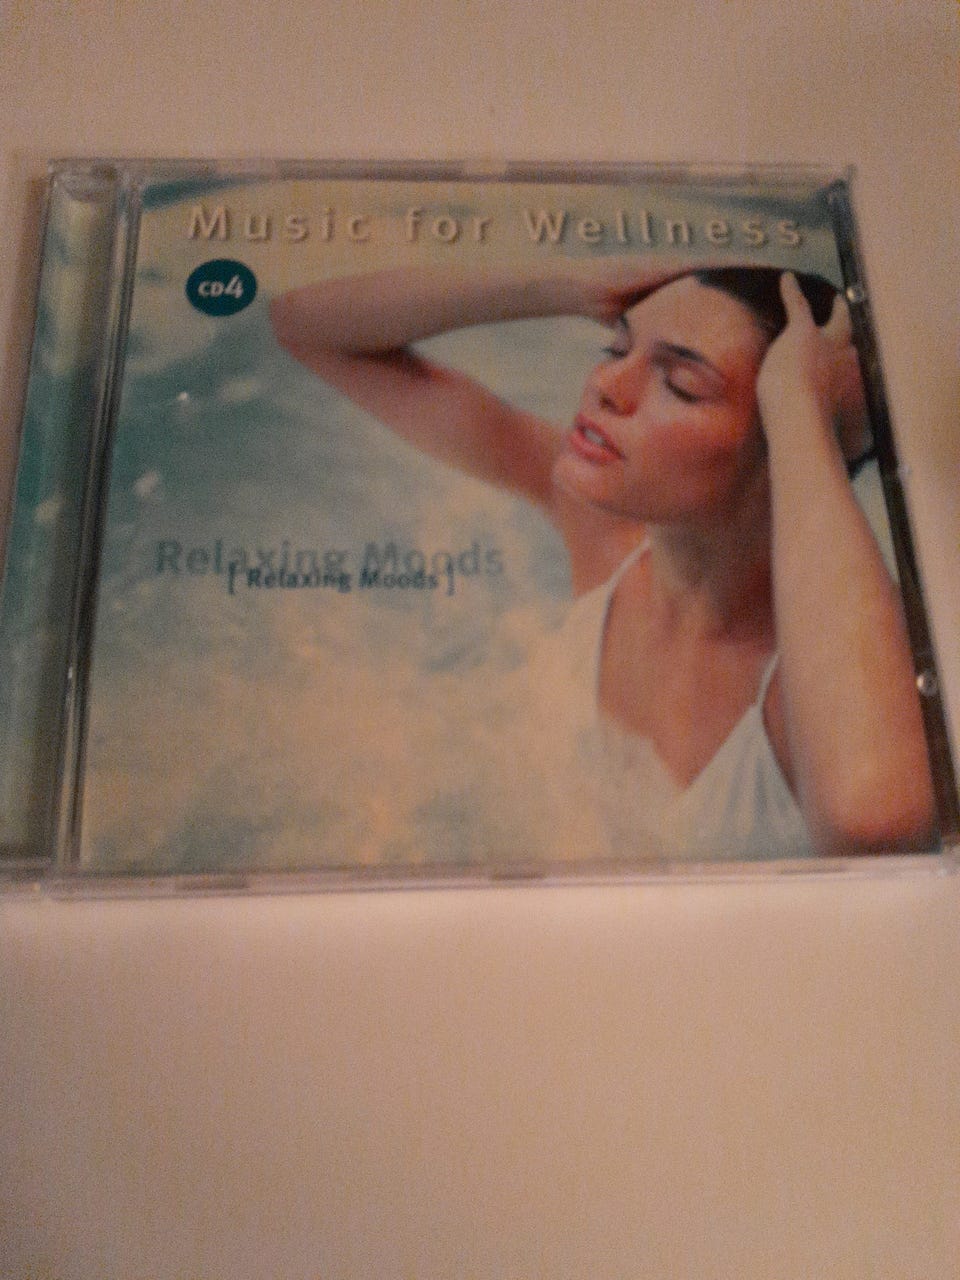 Music for Wellness
CD4
Relaxing Moods
[ Relaxing Moods ]